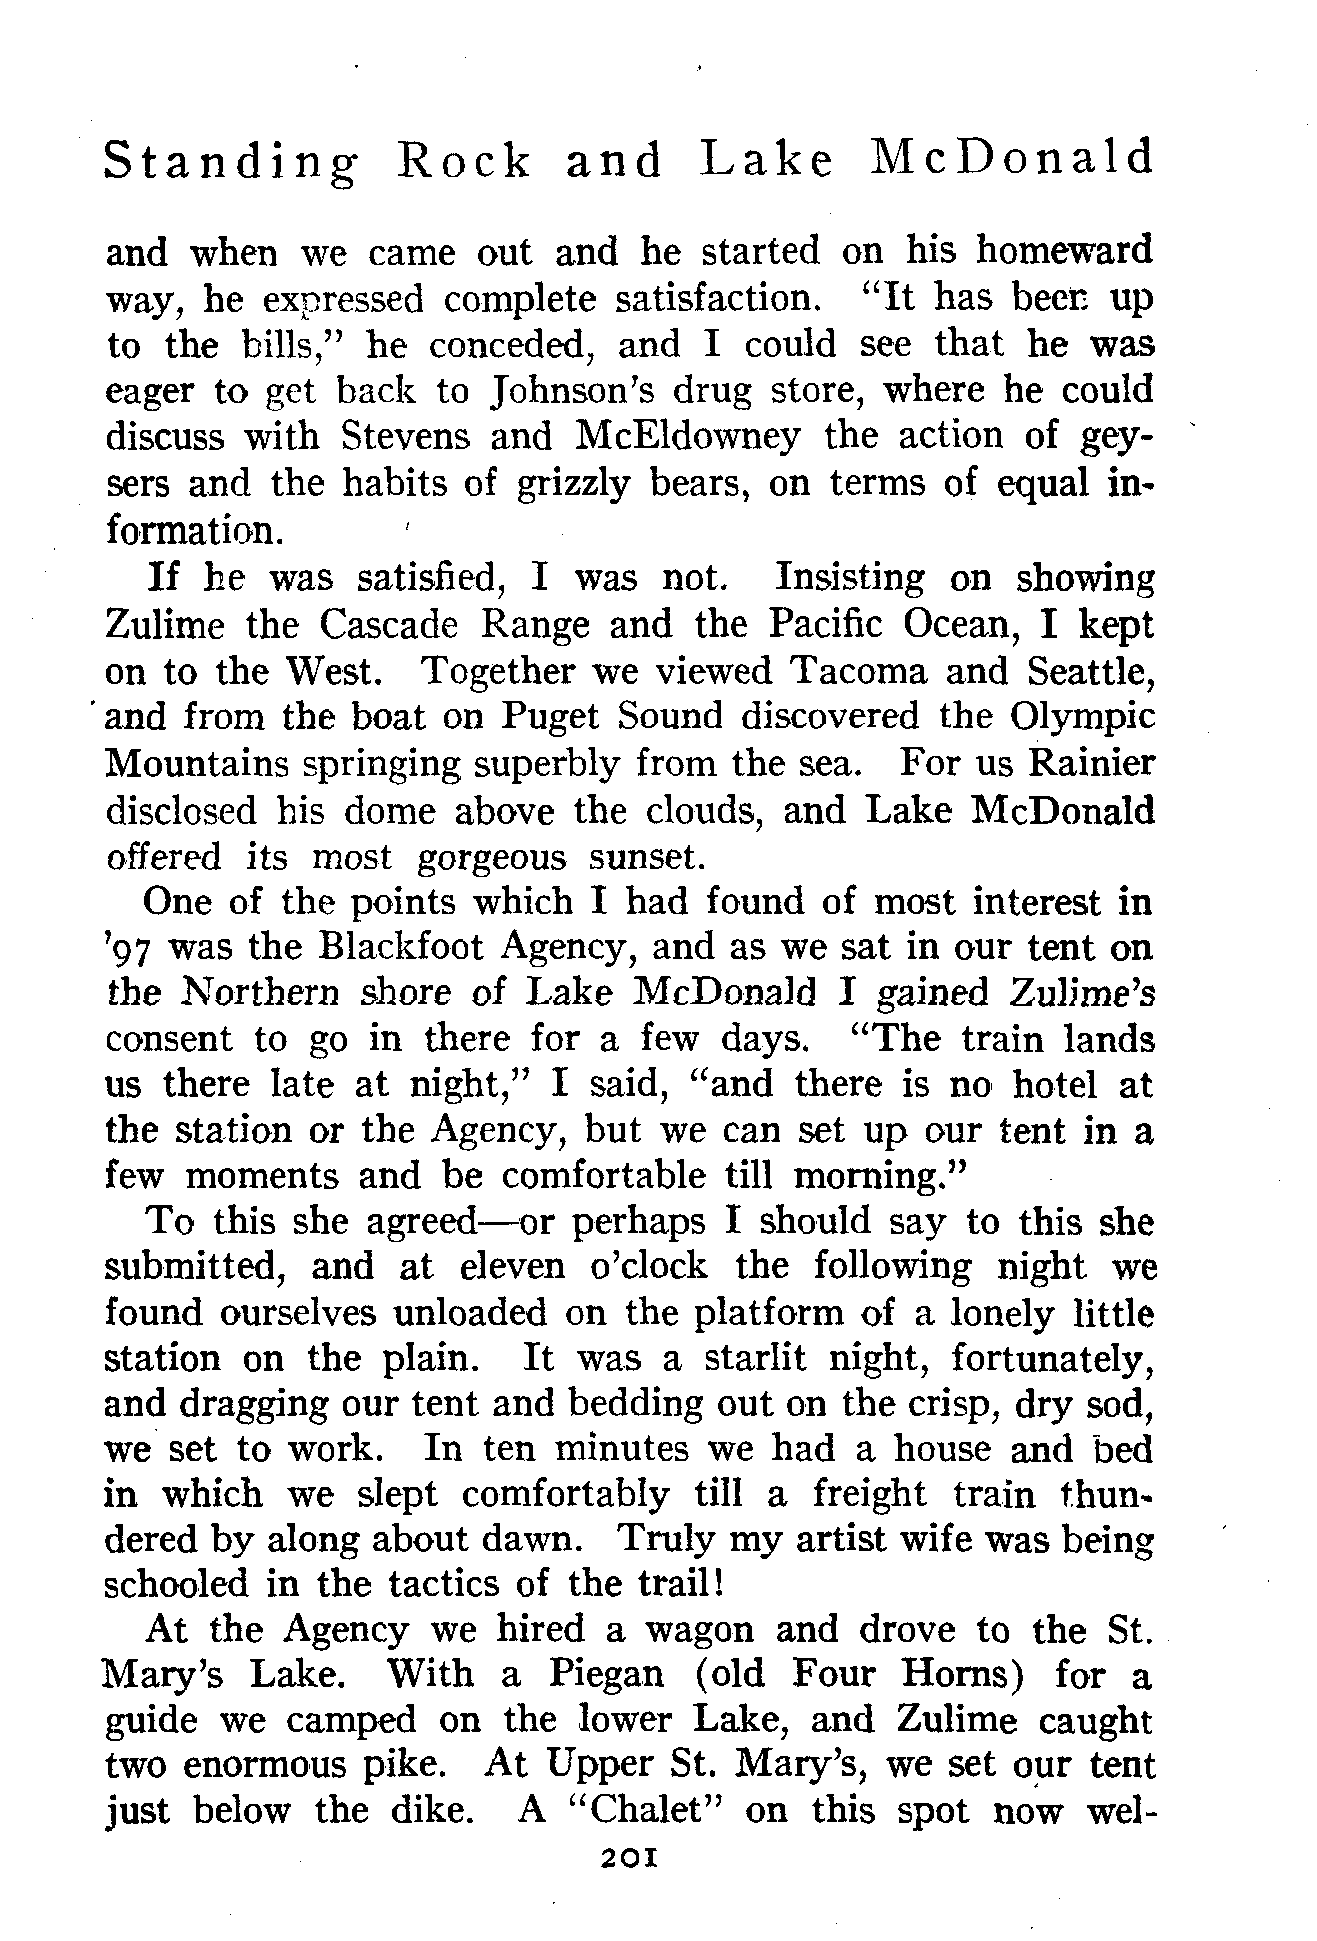 Standing Rock and Lake McDonald
and when we came out and he started on his homeward
way, he expressed complete satisfaction. “It has been up
to the bills,” he conceded, and I could see that he was
eager to get back to Johnson’s drug store, where he could
discuss with Stevens and McEldowney the action of gey-
sers and the habits of grizzly bears, on terms of equal in-
formation.
If he was satisfied, I was not. Insisting on showing
Zulime the Cascade Range and the Pacific Ocean, I kept
on to the West. Together we viewed Tacoma and Seattle,
and from the boat on Puget Sound discovered the Olympic
Mountains springing superbly from the sea. For us Rainier
disclosed his dome above the clouds, and Lake McDonald
offered its most gorgeous sunset.
One of the points which I had found of most interest in
’97 was the Blackfoot Agency, and as we sat in our tent on
the Northern shore of Lake McDonald I gained Zulime’s
consent to go in there for a few days. “The train lands
us there late at night,” I said, “and there is no hotel at
the station or the Agency, but we can set up our tent in a
few moments and be comfortable till morning.”
To this she agreed—or perhaps I should say to this she
submitted, and at eleven o’clock the following night we
found ourselves unloaded on the platform of a lonely little
station on the plain. It was a starlit night, fortunately,
and dragging our tent and bedding out on the crisp, dry sod,
we set to work. In ten minutes we had a house and bed
in which we slept comfortably till a freight train thun-
dered by along about dawn. Truly my artist wife was being
schooled in the tactics of the trail!
At the Agency we hired a wagon and drove to the St.
Mary’s Lake. With a Piegan (old Four Horns) for a
guide we camped on the lower Lake, and Zulime caught
two enormous pike. At Upper St. Mary’s, we set our tent
just below the dike. A “Chalet” on this spot now wel-
201